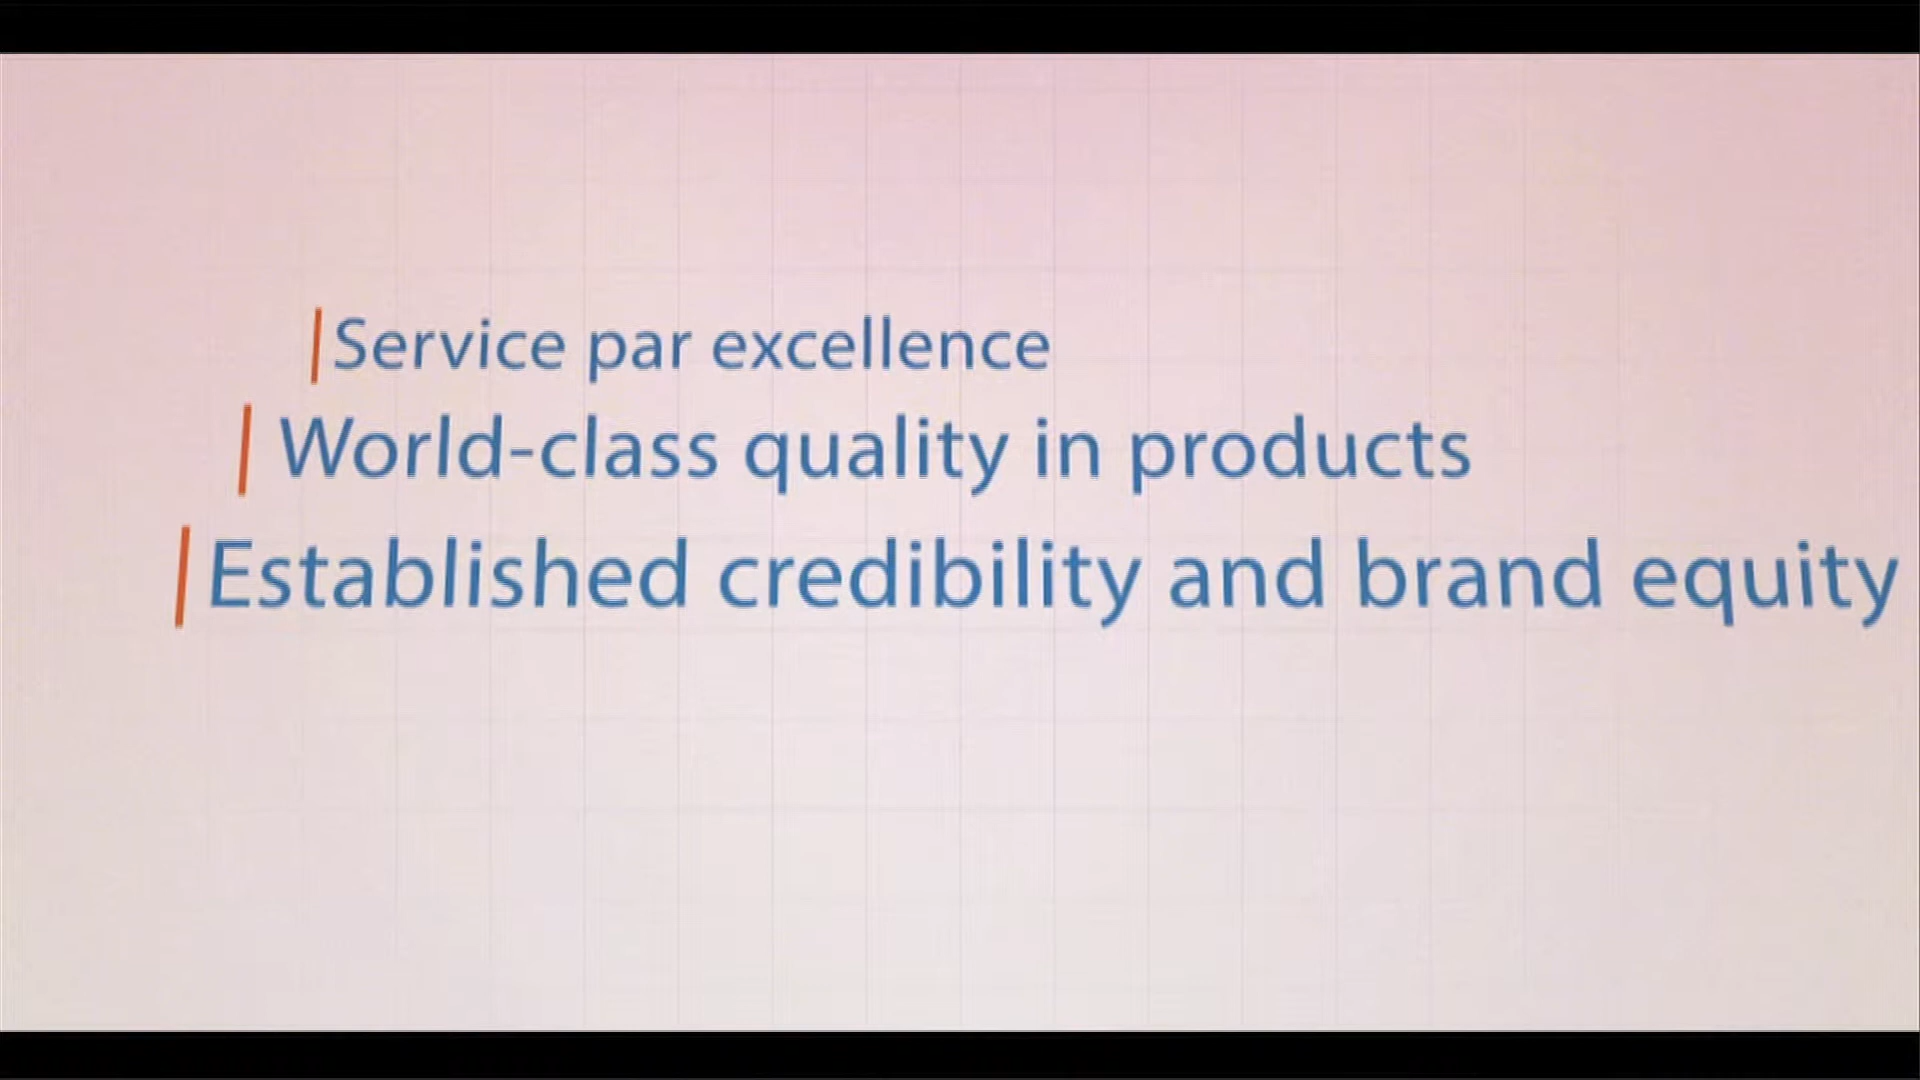 Service par excellence
World-class quality in products
Established credibility and brand equity